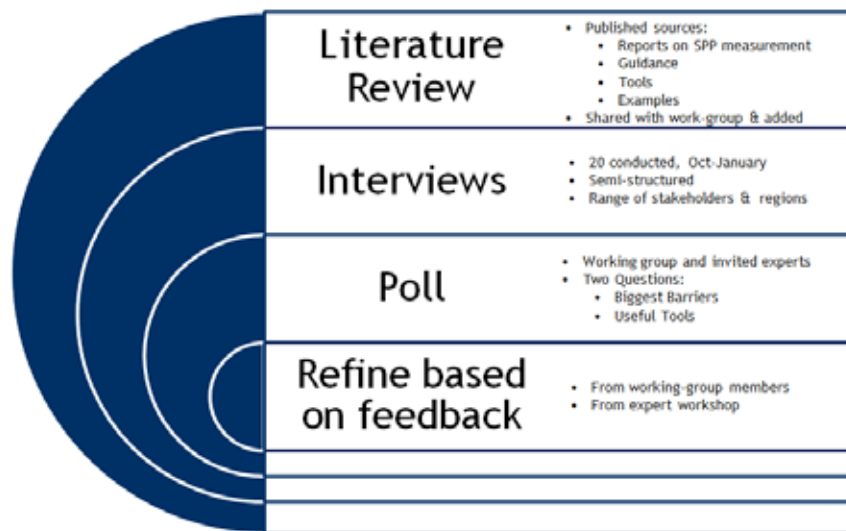 Literature
Review
• Published sources:
• Reports on SPP measurement
• Guidance
• Tools
• Examples
• Shared with work-group & added
Interviews
• 20 conducted, Oct-January
• Semi-structured
• Range of stakeholders & regions
Poll
• Working group and invited experts
• Two Questions:
• Biggest Barriers
• Useful Tools
Refine based
on feedback
• From working-group members
• From expert workshop